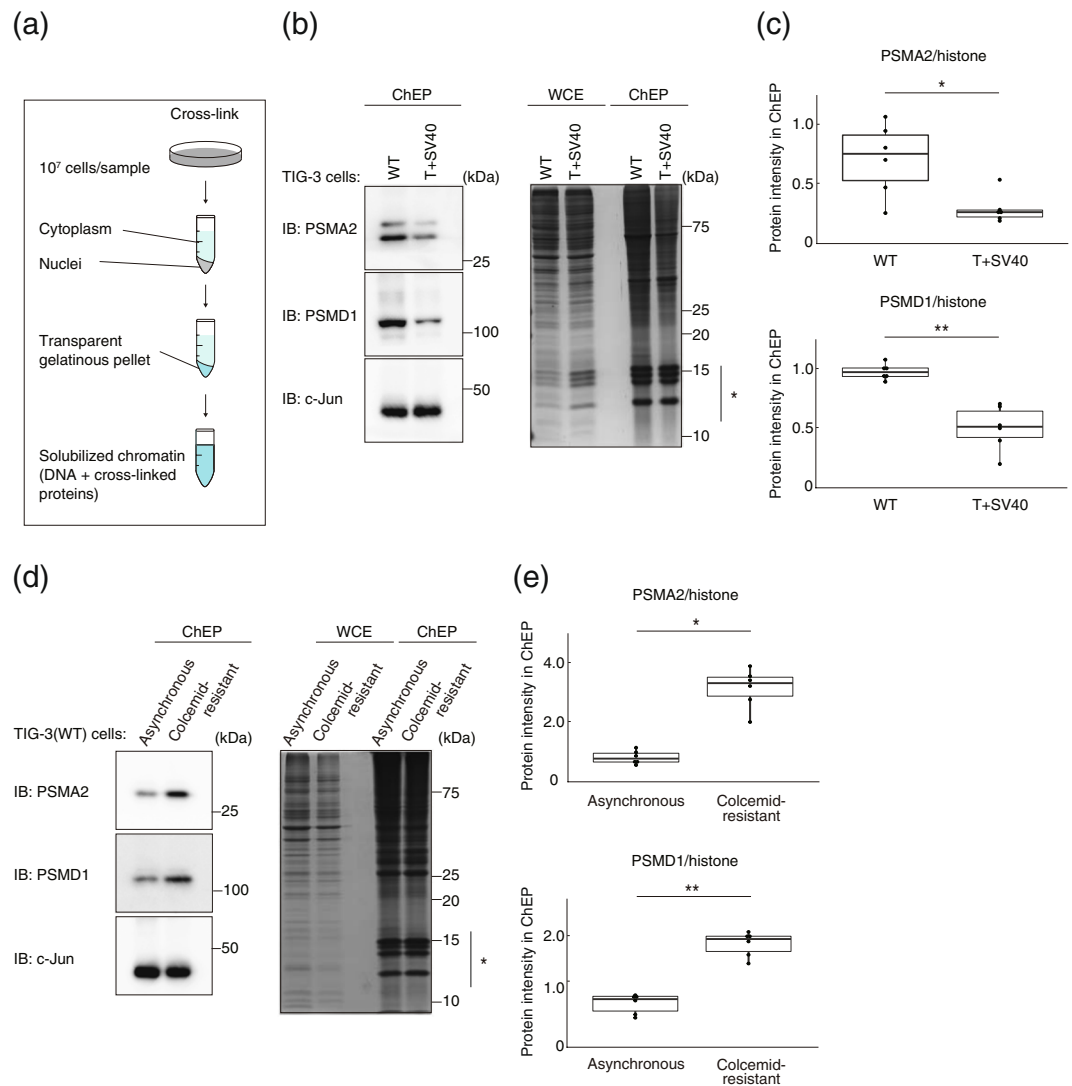 (a)
Cross-link
10⁷ cells/sample
Cytoplasm
Nuclei
Transparent
gelatinous pellet
Solubilized chromatin
(DNA + cross-linked
proteins)
(b)
ChEP
WT
T+SV40
TIG-3 cells:
(kDa)
IB: PSMA2
25
IB: PSMD1
100
50
IB: c-Jun
WCE
ChEP
WT
T+SV40
WT
T+SV40
(kDa)
75
25
20
15
*
10
(c)
PSMA2/histone
*
Protein intensity in ChEP
1.0
0.5
0
WT
T+SV40
PSMD1/histone
**
Protein intensity in ChEP
1.0
0.5
0
WT
T+SV40
(d)
ChEP
Asynchronous
Colcemid-
resistant
TIG-3(WT) cells:
(kDa)
IB: PSMA2
25
IB: PSMD1
100
50
IB: c-Jun
WCE
ChEP
Asynchronous
Colcemid-
resistant
Asynchronous
Colcemid-
resistant
(kDa)
75
25
20
15
*
10
(e)
PSMA2/histone
*
Protein intensity in ChEP
4.0
2.0
0
Asynchronous
Colcemid-
resistant
PSMD1/histone
**
Protein intensity in ChEP
2.0
1.0
0
Asynchronous
Colcemid-
resistant